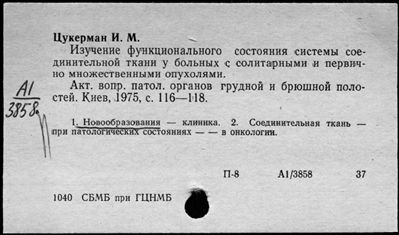 Цукерман И. М.
Изучение функционального состояния системы сое-
динительной ткани у больных с солитарными и первич-
но множественными опухолями.
Акт. вопр. патол. органов грудной и брюшной поло-
стей. Киев, 1975, с. 116—118.
А1
3858
1. Новообразования — клиника. 2. Соединительная ткань —
при патологических состояниях — — в онкологии.
П-8 А1/3858 37
1040 СБМБ при ГЦНМБ